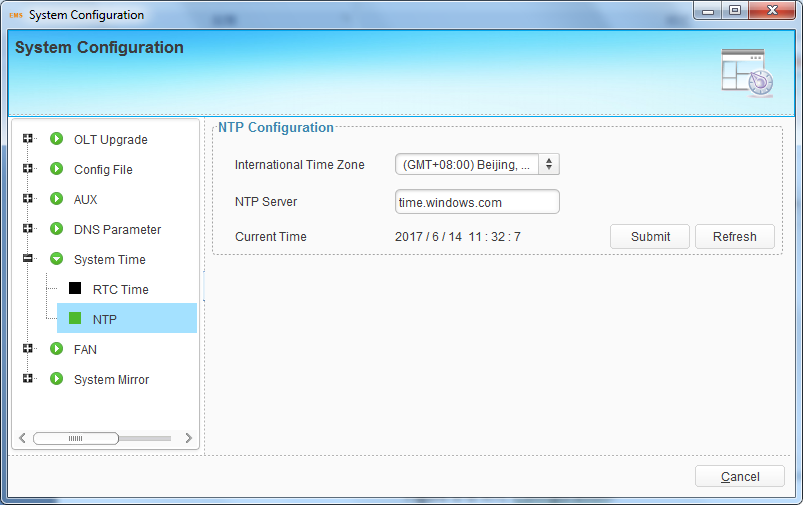 EMS System Configuration
System Configuration
OLT Upgrade
Config File
AUX
DNS Parameter
System Time
RTC Time
NTP
FAN
System Mirror
NTP Configuration
International Time Zone (GMT+08:00) Beijing, ...
NTP Server time.windows.com
Current Time 2017 / 6 / 14 11 : 32 : 7 Submit Refresh
Cancel